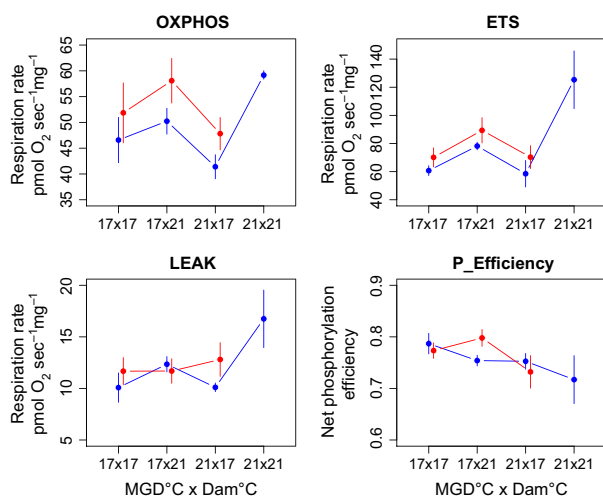 OXPHOS
Respiration rate
pmol O₂ sec⁻¹mg⁻¹
65
60
55
50
45
40
35
17x17 17x21 21x17 21x21
ETS
Respiration rate
pmol O₂ sec⁻¹mg⁻¹
140
100
80
60
40
17x17 17x21 21x17 21x21
LEAK
Respiration rate
pmol O₂ sec⁻¹mg⁻¹
20
15
10
5
17x17 17x21 21x17 21x21
MGD°C x Dam°C
P_Efficiency
Net phosphorylation
efficiency
0.9
0.8
0.7
0.6
17x17 17x21 21x17 21x21
MGD°C x Dam°C